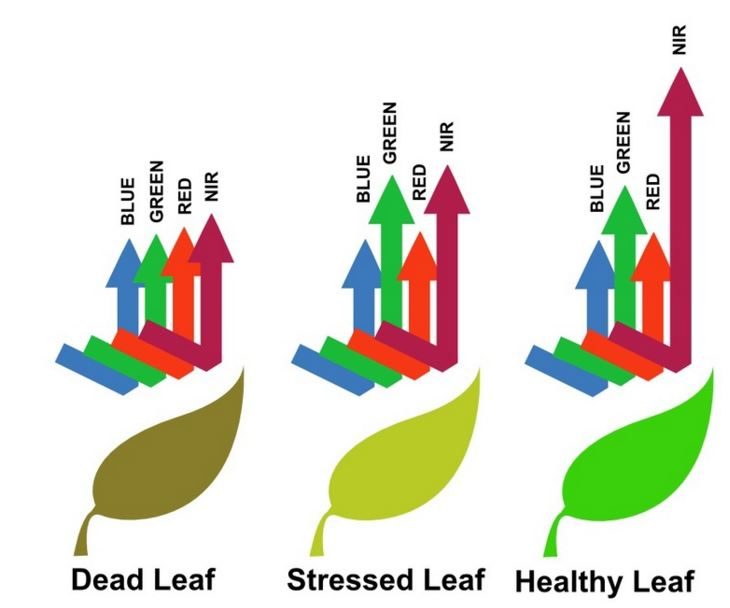 BLUE
GREEN
RED
NIR
BLUE
GREEN
RED
NIR
BLUE
GREEN
RED
NIR
Dead Leaf
Stressed Leaf
Healthy Leaf